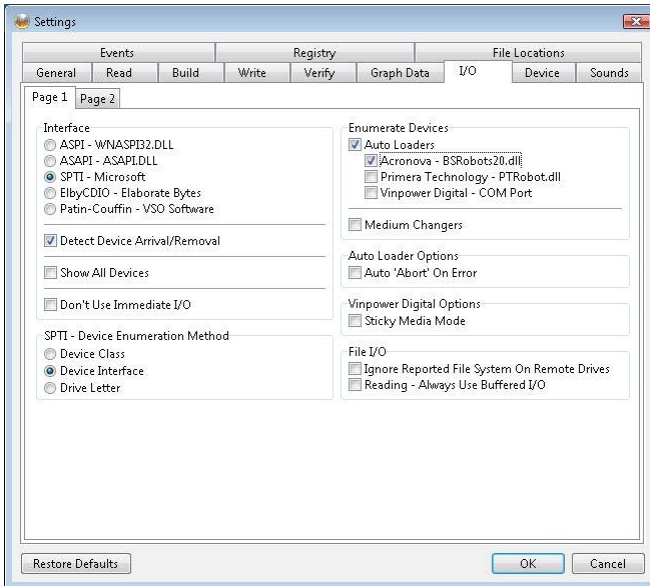 Settings
Events Registry File Locations
General Read Build Write Verify Graph Data I/O Device Sounds
Page 1 Page 2
Interface
ASPI - WNASPI32.DLL
ASAPI - ASAPI.DLL
SPTI - Microsoft
ElbyCDIO - Elaborate Bytes
Patin-Couffin - VSO Software
Detect Device Arrival/Removal
Show All Devices
Don't Use Immediate I/O
SPTI - Device Enumeration Method
Device Class
Device Interface
Drive Letter
Enumerate Devices
Auto Loaders
Acronova - BSRobots20.dll
Primera Technology - PTRobot.dll
Vinpower Digital - COM Port
Medium Changers
Auto Loader Options
Auto 'Abort' On Error
Vinpower Digital Options
Sticky Media Mode
File I/O
Ignore Reported File System On Remote Drives
Reading - Always Use Buffered I/O
Restore Defaults OK Cancel